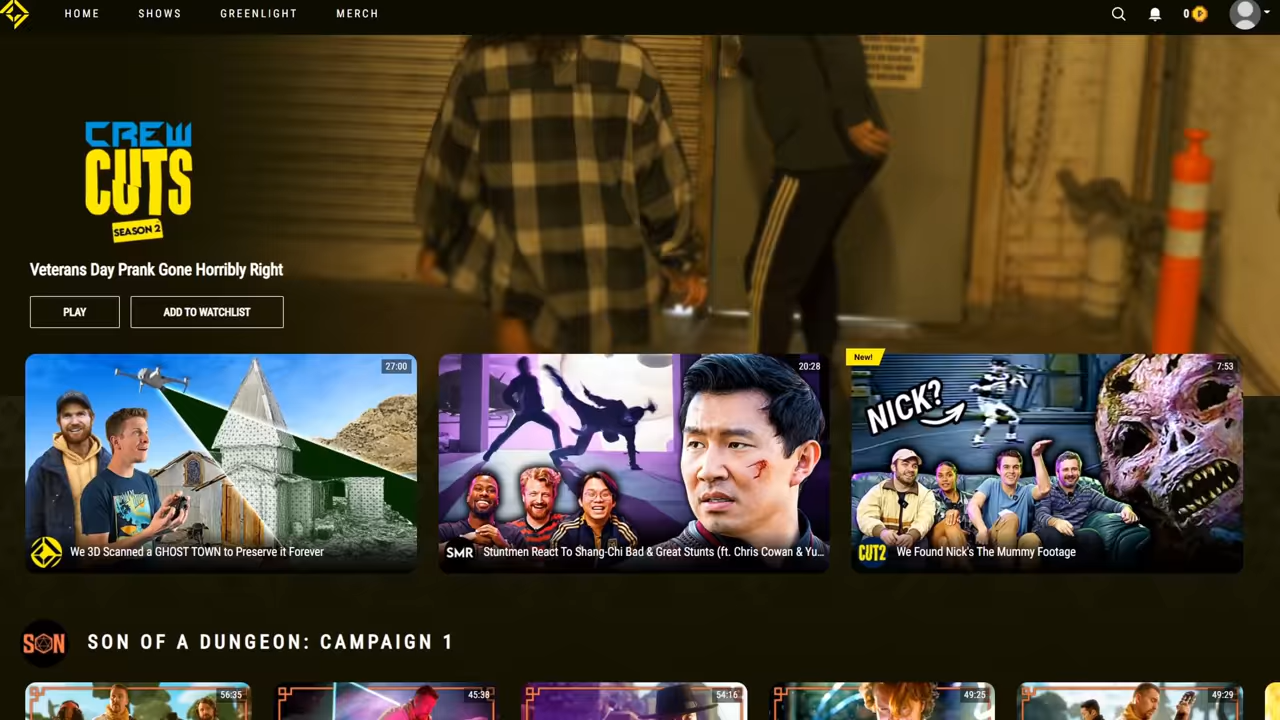 HOME SHOWS GREENLIGHT MERCH 0
CREW
CUTS
SEASON 2
Veterans Day Prank Gone Horribly Right
PLAY ADD TO WATCHLIST
27:00
20:28
New!
7:53
NICK?
We 3D Scanned a GHOST TOWN to Preserve it Forever
SMR Stuntmen React To Shang-Chi Bad & Great Stunts (ft. Chris Cowan & Yu...
CUT2 We Found Nick's The Mummy Footage
SON SON OF A DUNGEON: CAMPAIGN 1
56:35
45:38
54:16
49:25
49:29